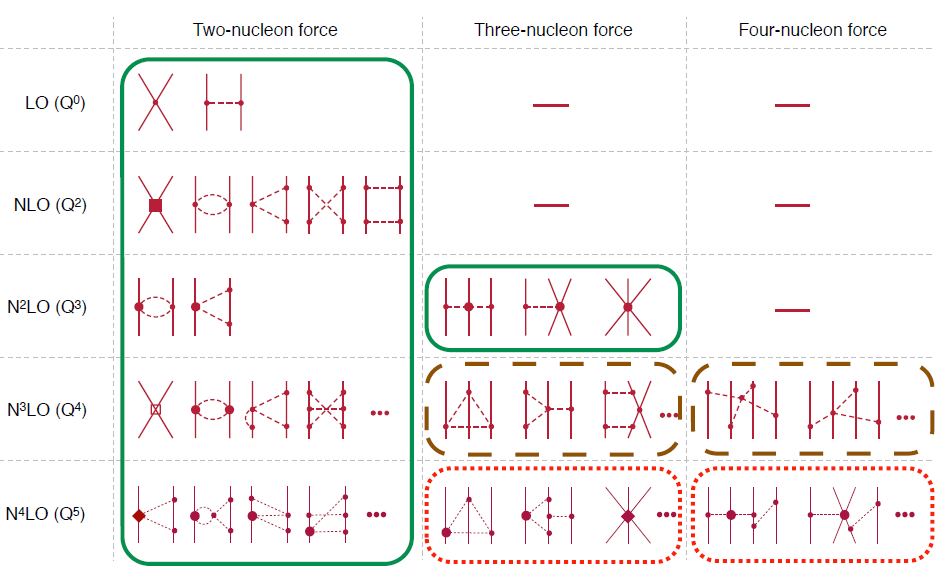 Two-nucleon force Three-nucleon force Four-nucleon force
LO (Q⁰)
NLO (Q²)
N²LO (Q³)
N³LO (Q⁴)
N⁴LO (Q⁵)